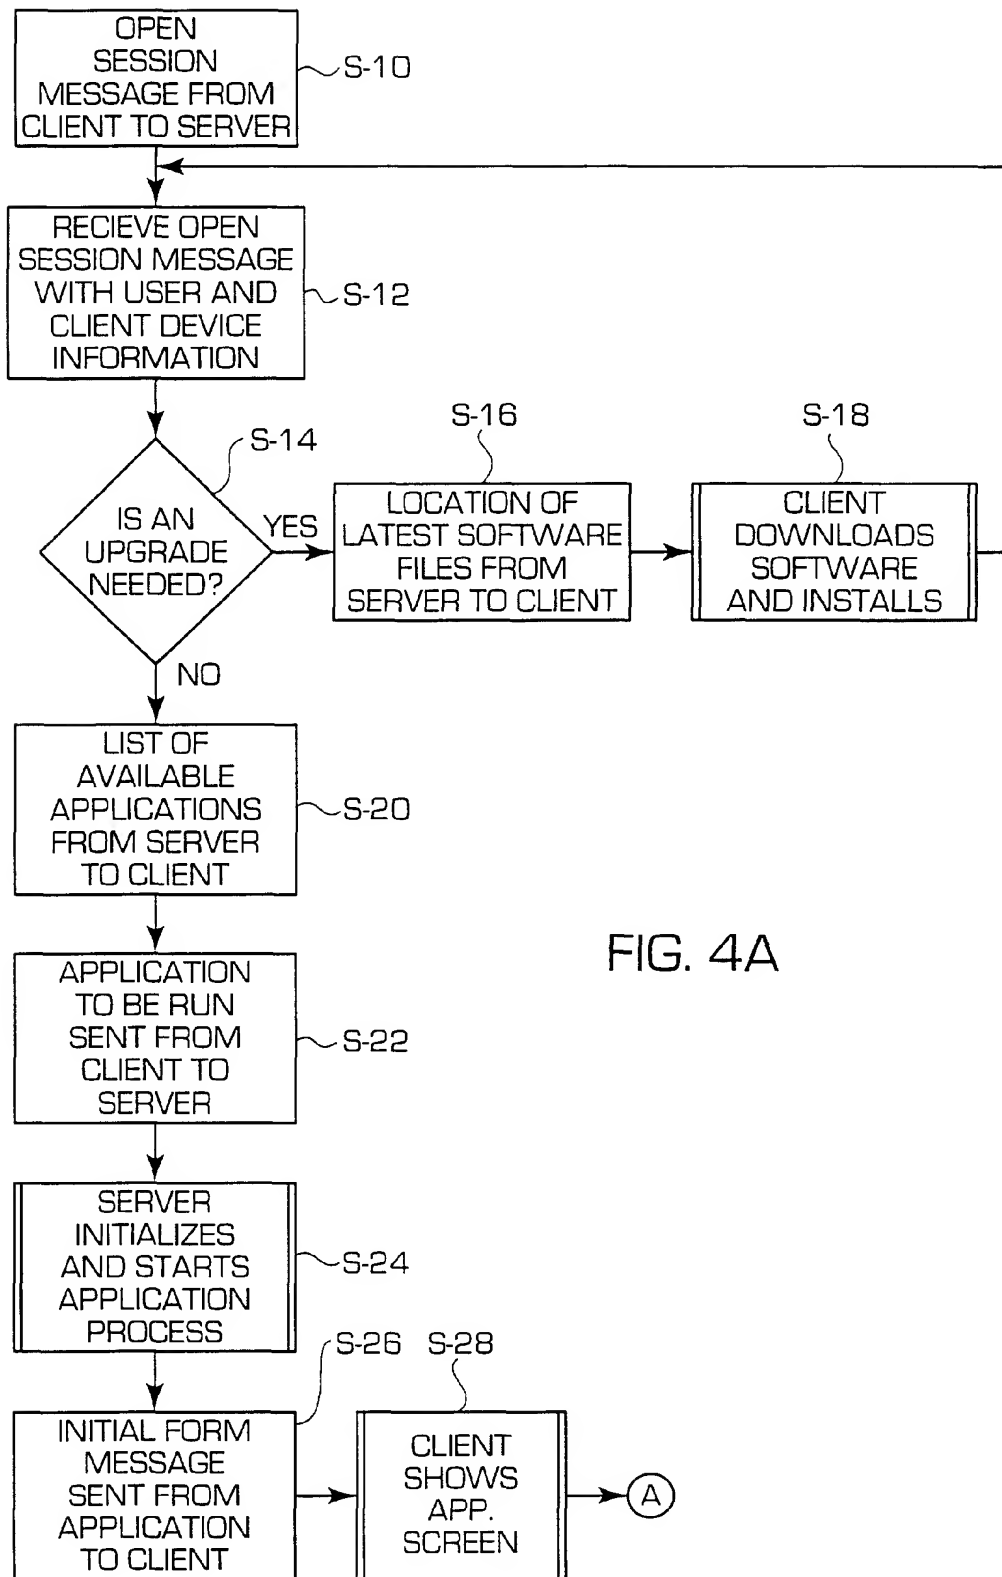 OPEN
SESSION
MESSAGE FROM
CLIENT TO SERVER
S-10
RECIEVE OPEN
SESSION MESSAGE
WITH USER AND
CLIENT DEVICE
INFORMATION
S-12
S-14
IS AN
UPGRADE
NEEDED?
YES
NO
S-16
LOCATION OF
LATEST SOFTWARE
FILES FROM
SERVER TO CLIENT
S-18
CLIENT
DOWNLOADS
SOFTWARE
AND INSTALLS
LIST OF
AVAILABLE
APPLICATIONS
FROM SERVER
TO CLIENT
S-20
APPLICATION
TO BE RUN
SENT FROM
CLIENT TO
SERVER
S-22
FIG. 4A
SERVER
INITIALIZES
AND STARTS
APPLICATION
PROCESS
S-24
S-26
INITIAL FORM
MESSAGE
SENT FROM
APPLICATION
TO CLIENT
S-28
CLIENT
SHOWS
APP.
SCREEN
A